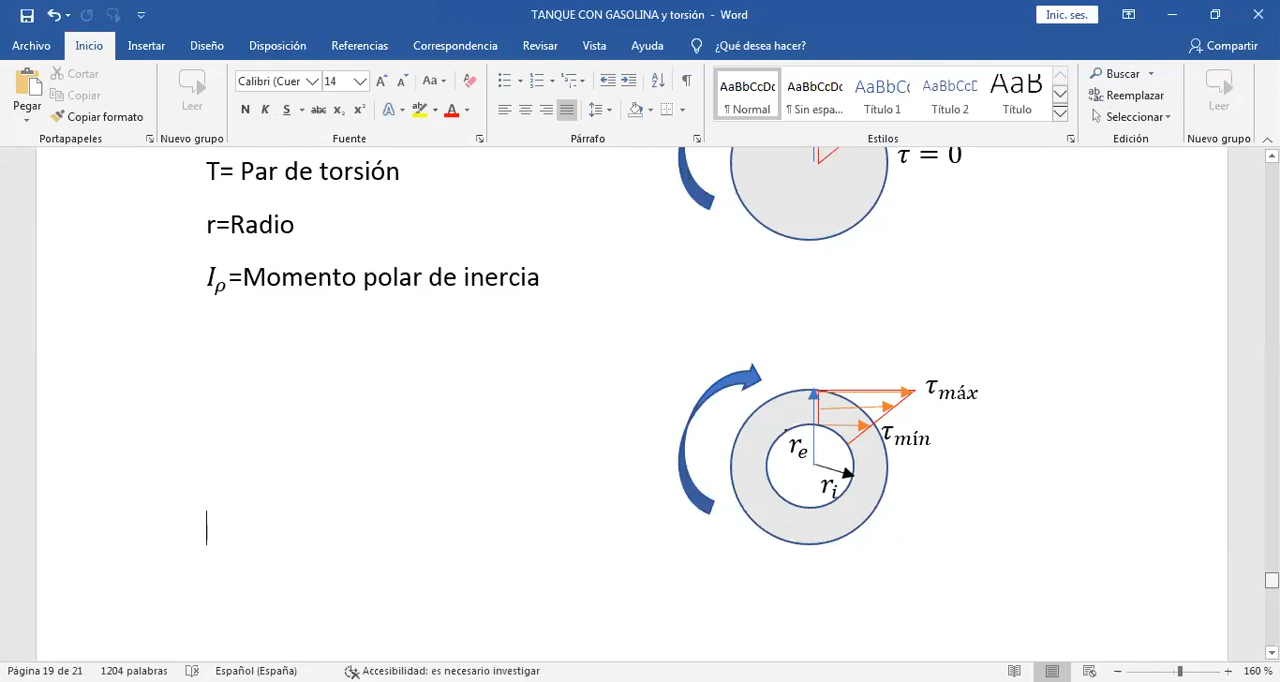 TANQUE CON GASOLINA y torsión - Word
Inic. ses.
Archivo Inicio Insertar Diseño Disposición Referencias Correspondencia Revisar Vista Ayuda ¿Qué desea hacer? Compartir
Pegar
Cortar
Copiar
Copiar formato
Portapapeles
Leer
Nuevo grupo
Calibri (Cuer 14
N K S abc x₂ x²
Aa
Fuente
Párrafo
AaBbCcDc AaBbCcDc AaBbCc AaBbCcD AaB
¶ Normal ¶ Sin espa... Título 1 Título 2 Título
Estilos
Buscar
Reemplazar
Seleccionar
Edición
Leer
Nuevo grupo
τ = 0
T= Par de torsión
r=Radio
Iρ=Momento polar de inercia
τmáx
τmín
re
ri
Página 19 de 21 1204 palabras Español (España) Accesibilidad: es necesario investigar 160 %